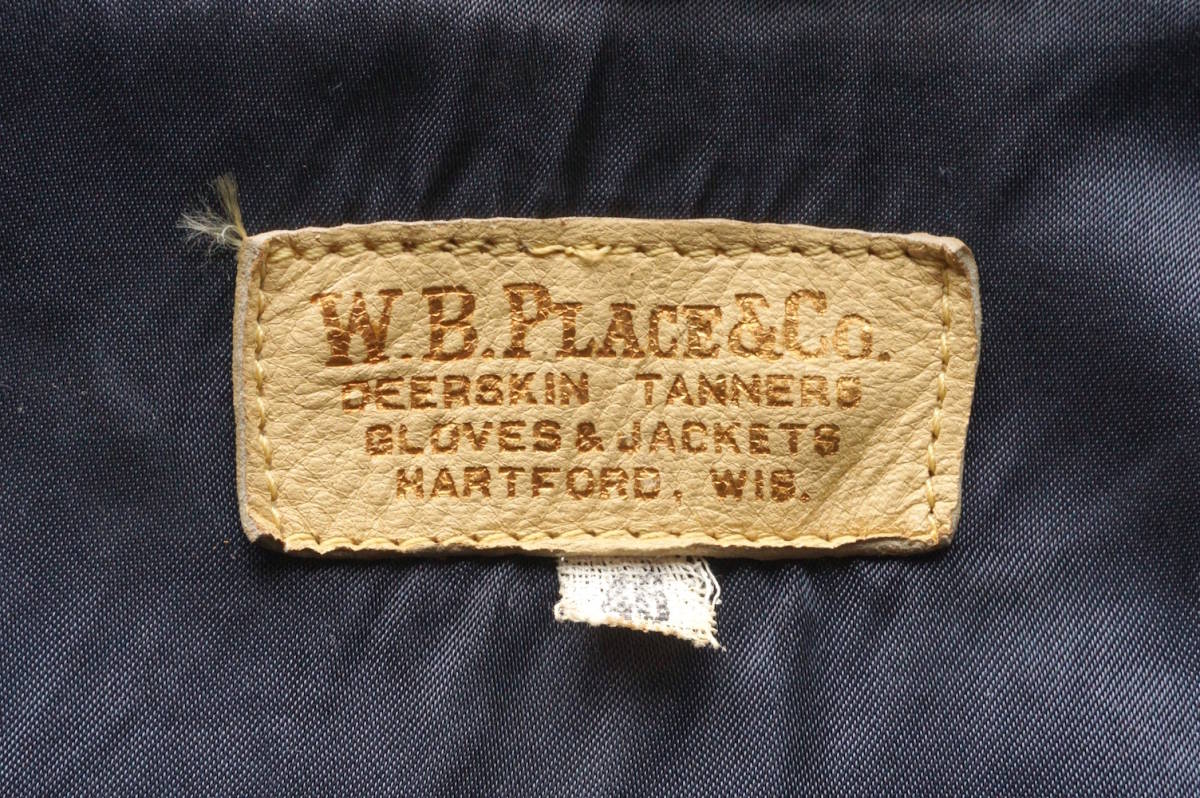 W.B. PLACE & CO.
DEERSKIN TANNERS
GLOVES & JACKETS
HARTFORD, WIS.